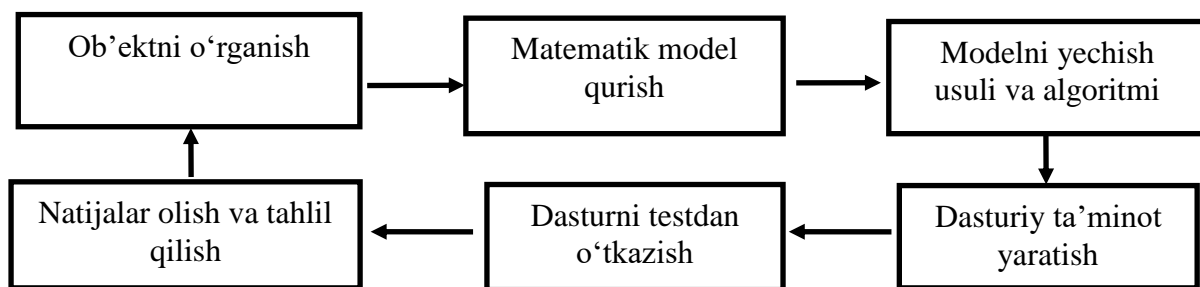 Ob’ektni o‘rganish
Matematik model
qurish
Modelni yechish
usuli va algoritmi
Natijalar olish va tahlil
qilish
Dasturni testdan
o‘tkazish
Dasturiy ta’minot
yaratish